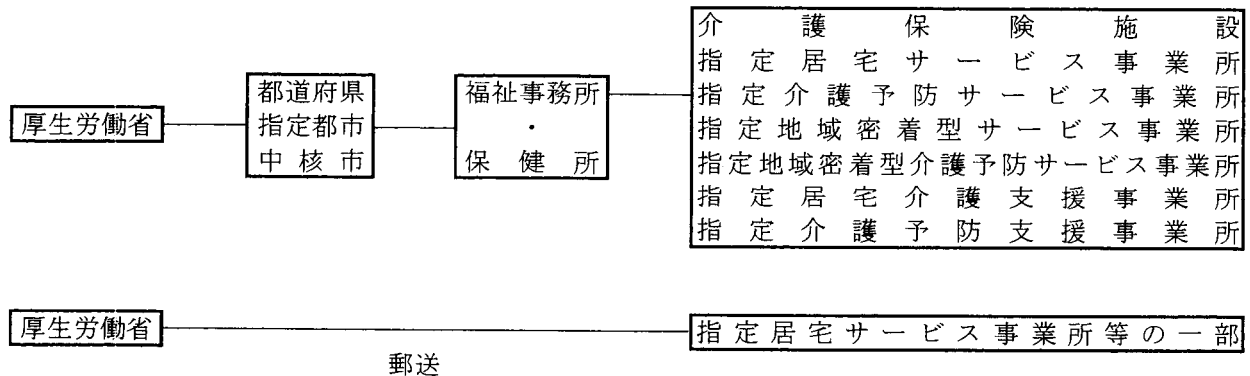 厚生労働省
都道府県
指定都市
中核市
福祉事務所
・
保健所
介護保険施設
指定居宅サービス事業所
指定介護予防サービス事業所
指定地域密着型サービス事業所
指定地域密着型介護予防サービス事業所
指定居宅介護支援事業所
指定介護予防支援事業所
厚生労働省
郵送
指定居宅サービス事業所等の一部